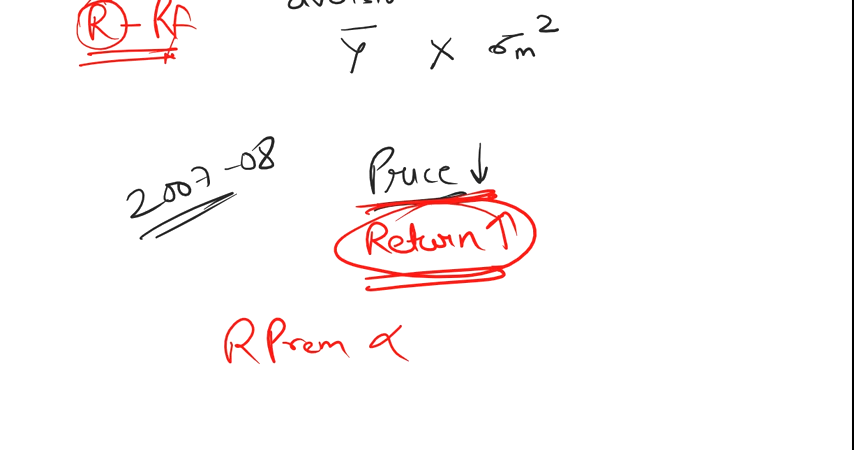 R - Rf
Y̅ X σm²
2007-08
Price ↓
Return ↑
R Prem ∝